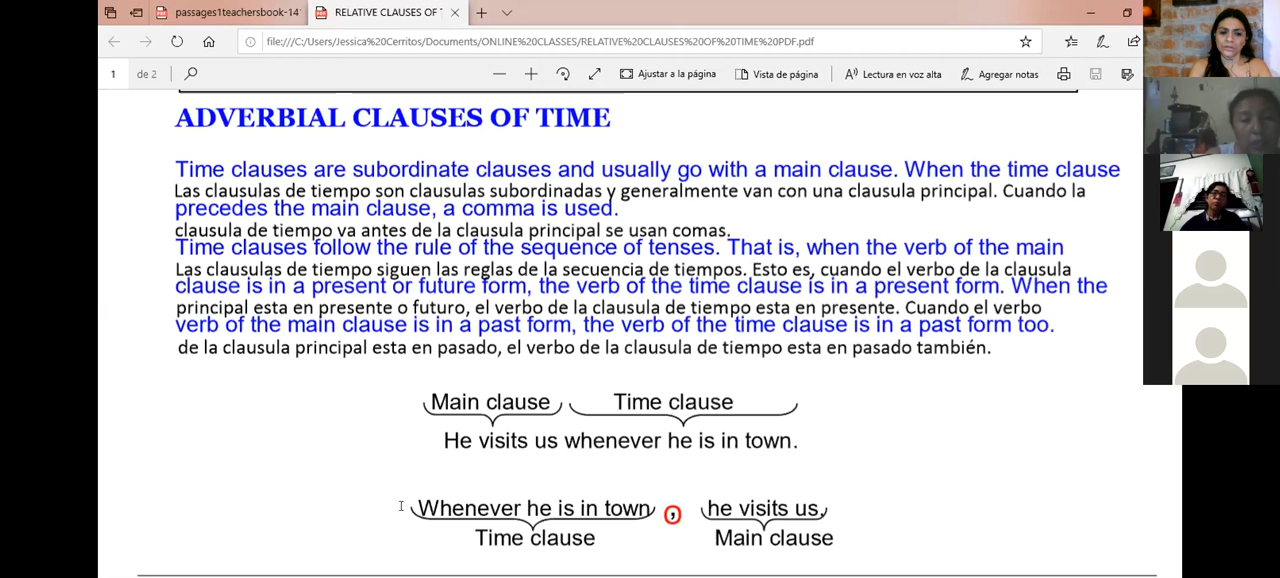 passages1teachersbook-141
RELATIVE CLAUSES OF T
file:///C:/Users/Jessica%20Cerritos/Documents/ONLINE%20CLASSES/RELATIVE%20CLAUSES%20OF%20TIME%20PDF.pdf
1 de 2
Ajustar a la página
Vista de página
Lectura en voz alta
Agregar notas
ADVERBIAL CLAUSES OF TIME
Time clauses are subordinate clauses and usually go with a main clause. When the time clause
Las clausulas de tiempo son clausulas subordinadas y generalmente van con una clausula principal. Cuando la
precedes the main clause, a comma is used.
clausula de tiempo va antes de la clausula principal se usan comas.
Time clauses follow the rule of the sequence of tenses. That is, when the verb of the main
Las clausulas de tiempo siguen las reglas de la secuencia de tiempos. Esto es, cuando el verbo de la clausula
clause is in a present or future form, the verb of the time clause is in a present form. When the
principal esta en presente o futuro, el verbo de la clausula de tiempo esta en presente. Cuando el verbo
verb of the main clause is in a past form, the verb of the time clause is in a past form too.
de la clausula principal esta en pasado, el verbo de la clausula de tiempo esta en pasado también.
Main clause Time clause
He visits us whenever he is in town.
Whenever he is in town , he visits us.
Time clause Main clause